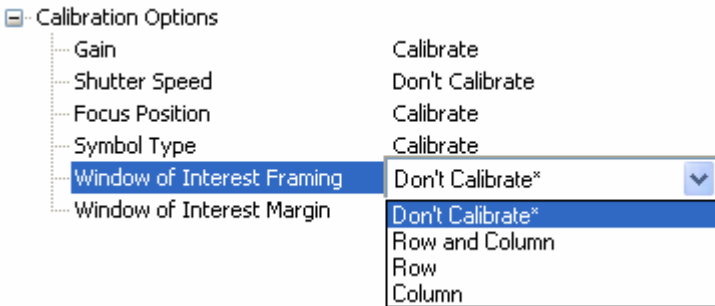 Calibration Options
Gain Calibrate
Shutter Speed Don't Calibrate
Focus Position Calibrate
Symbol Type Calibrate
Window of Interest Framing Don't Calibrate*
Window of Interest Margin Don't Calibrate*
Row and Column
Row
Column